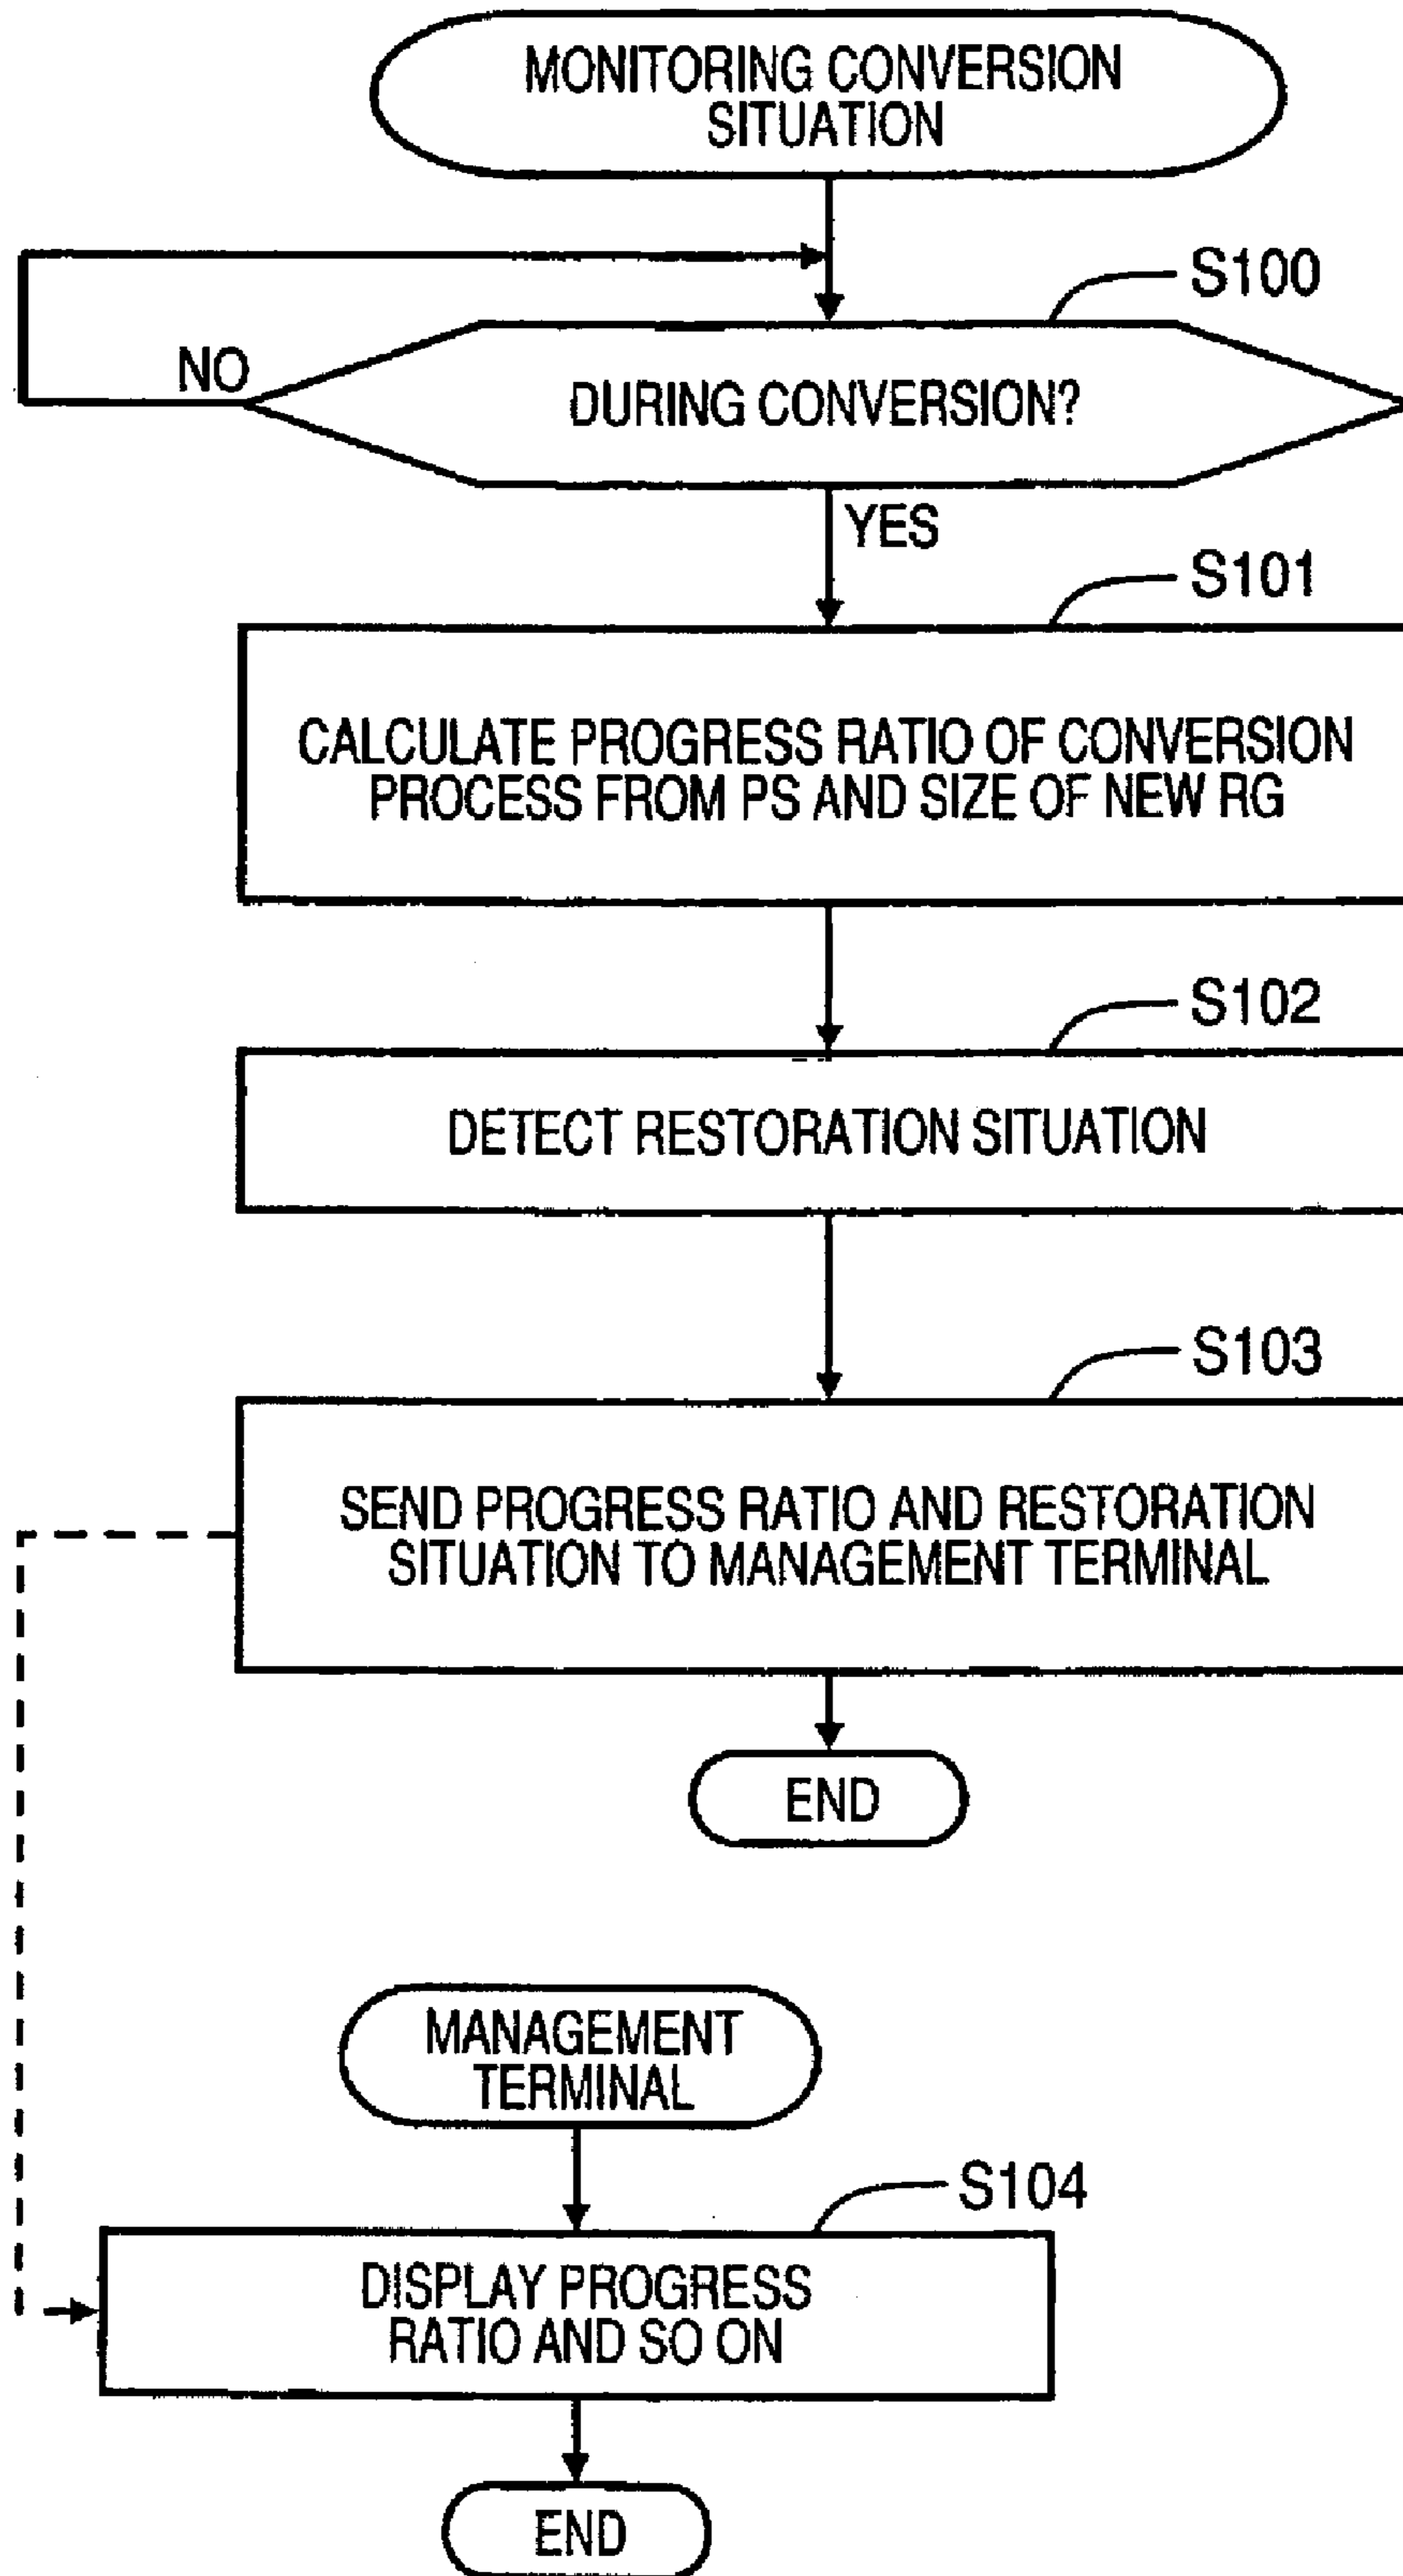 MONITORING CONVERSION
SITUATION
S100
NO
DURING CONVERSION?
YES
S101
CALCULATE PROGRESS RATIO OF CONVERSION
PROCESS FROM PS AND SIZE OF NEW RG
S102
DETECT RESTORATION SITUATION
S103
SEND PROGRESS RATIO AND RESTORATION
SITUATION TO MANAGEMENT TERMINAL
END
MANAGEMENT
TERMINAL
S104
DISPLAY PROGRESS
RATIO AND SO ON
END